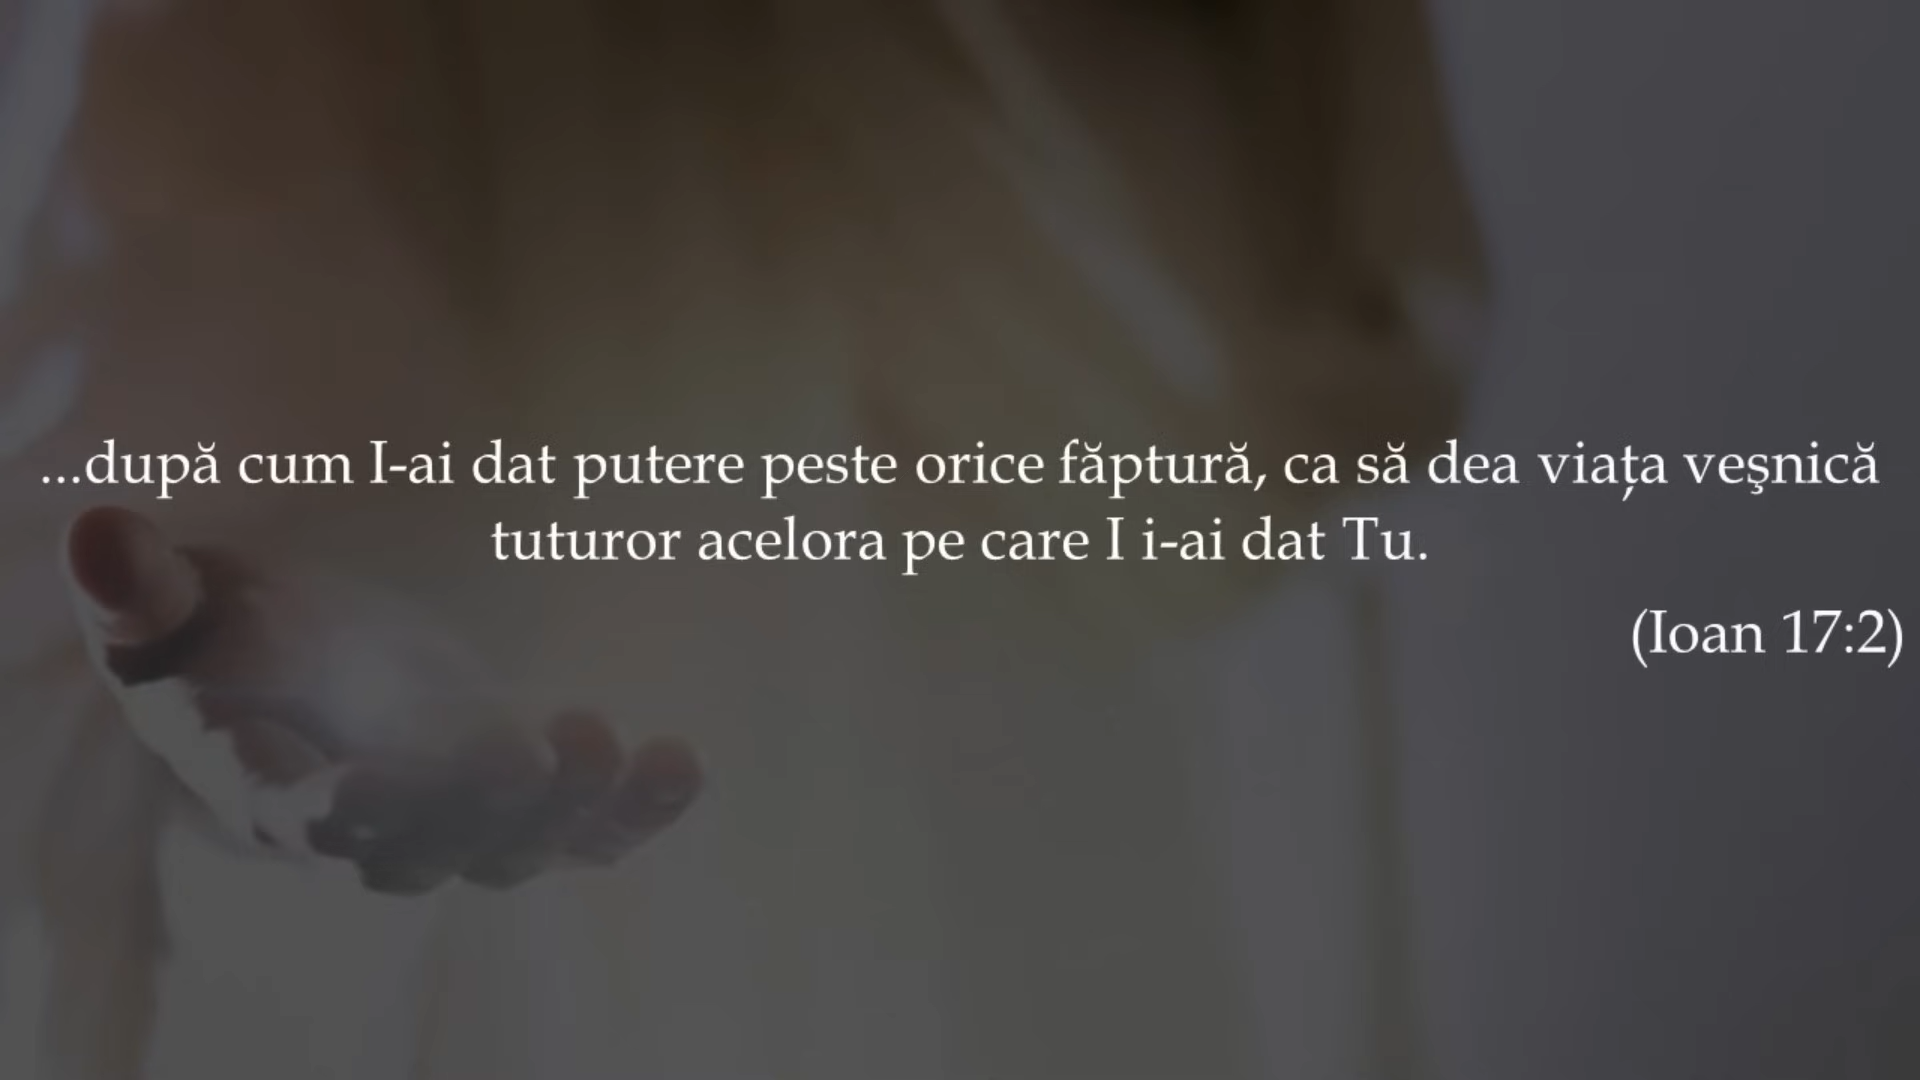 ...după cum I-ai dat putere peste orice făptură, ca să dea viaţa veşnică
tuturor acelora pe care I i-ai dat Tu.
(Ioan 17:2)